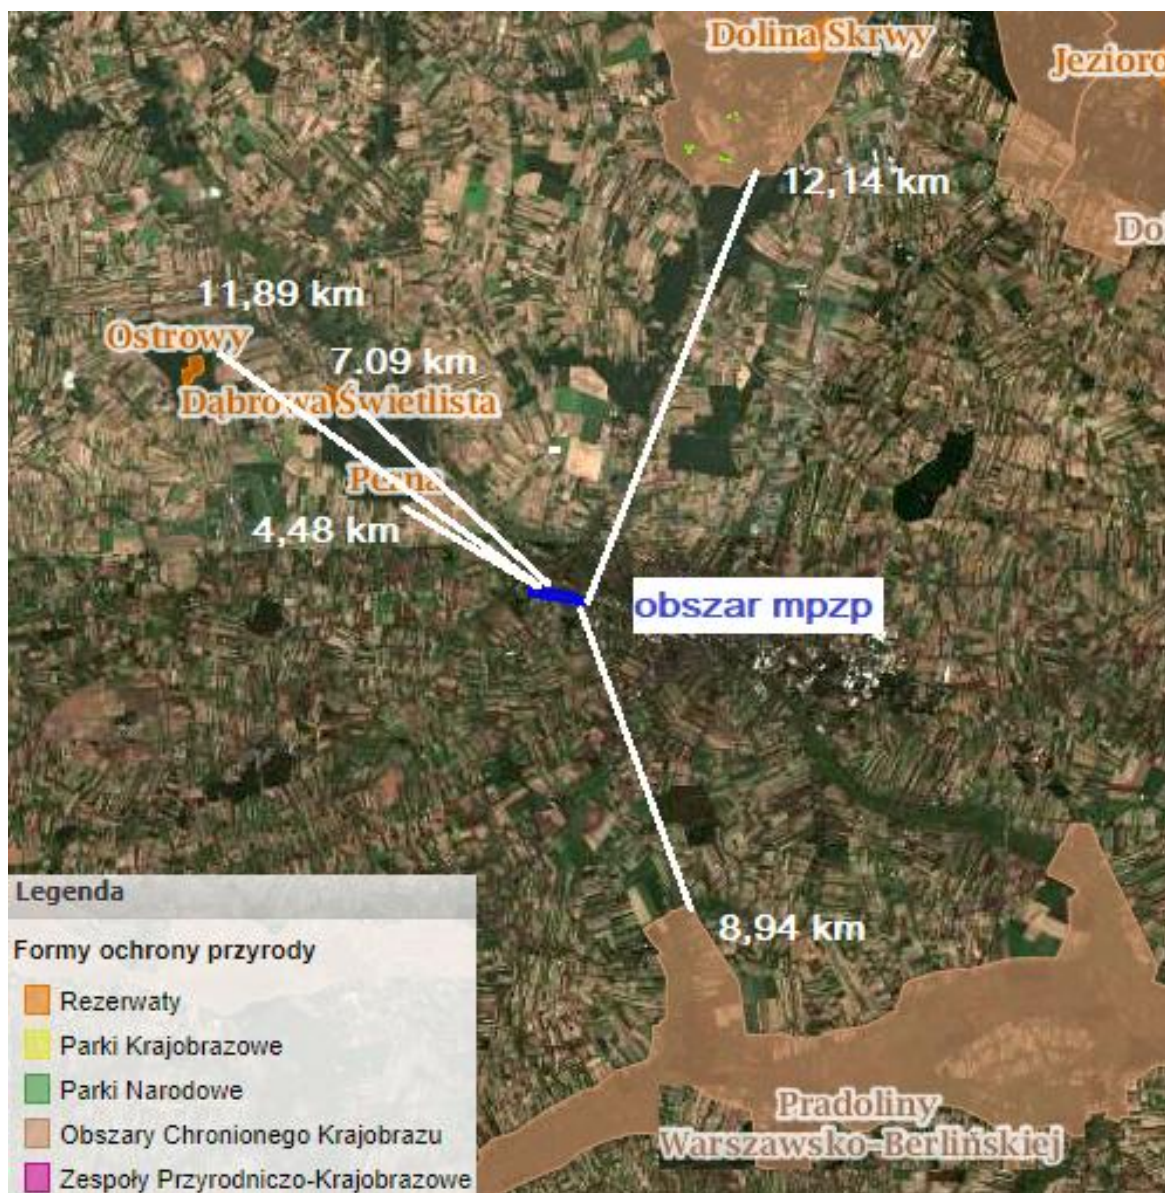 Dolina Skrwy
Jezioro
12,14 km
Do
11,89 km
Ostrowy
7.09 km
Dąbrowa Świetlista
Perna
4,48 km
obszar mpzp
Legenda
8,94 km
Formy ochrony przyrody
Rezerwaty
Parki Krajobrazowe
Parki Narodowe
Obszary Chronionego Krajobrazu
Zespoły Przyrodniczo-Krajobrazowe
Pradoliny
Warszawsko-Berlińskiej